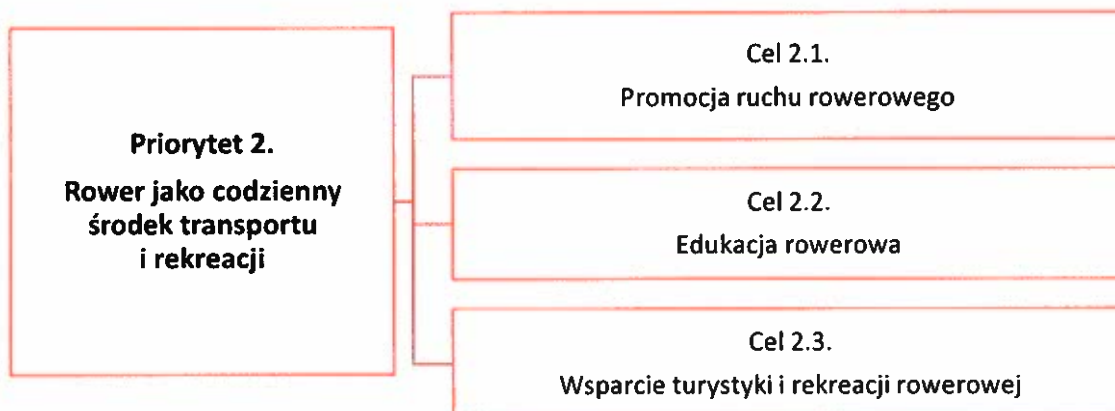 Priorytet 2.
Rower jako codzienny
środek transportu
i rekreacji
Cel 2.1.
Promocja ruchu rowerowego
Cel 2.2.
Edukacja rowerowa
Cel 2.3.
Wsparcie turystyki i rekreacji rowerowej